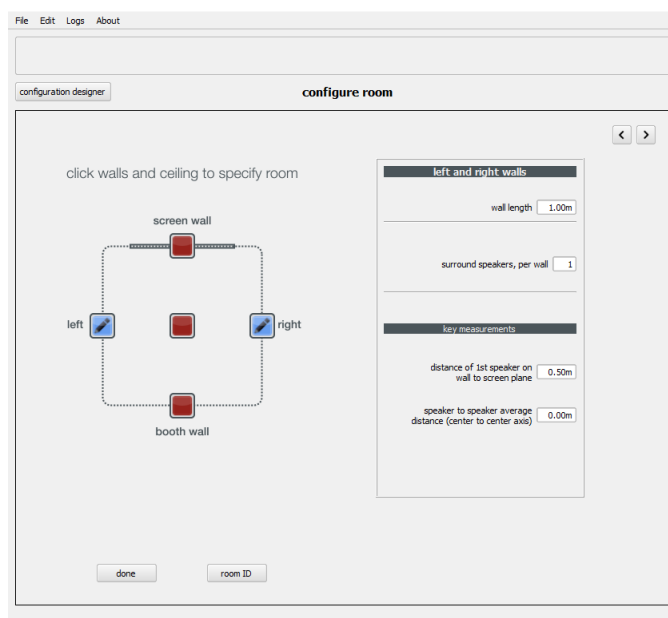 File Edit Logs About
configuration designer
configure room
< >
click walls and ceiling to specify room
screen wall
left
right
booth wall
done
room ID
left and right walls
wall length 1.00m
surround speakers, per wall 1
key measurements
distance of 1st speaker on
wall to screen plane 0.50m
speaker to speaker average
distance (center to center axis) 0.00m